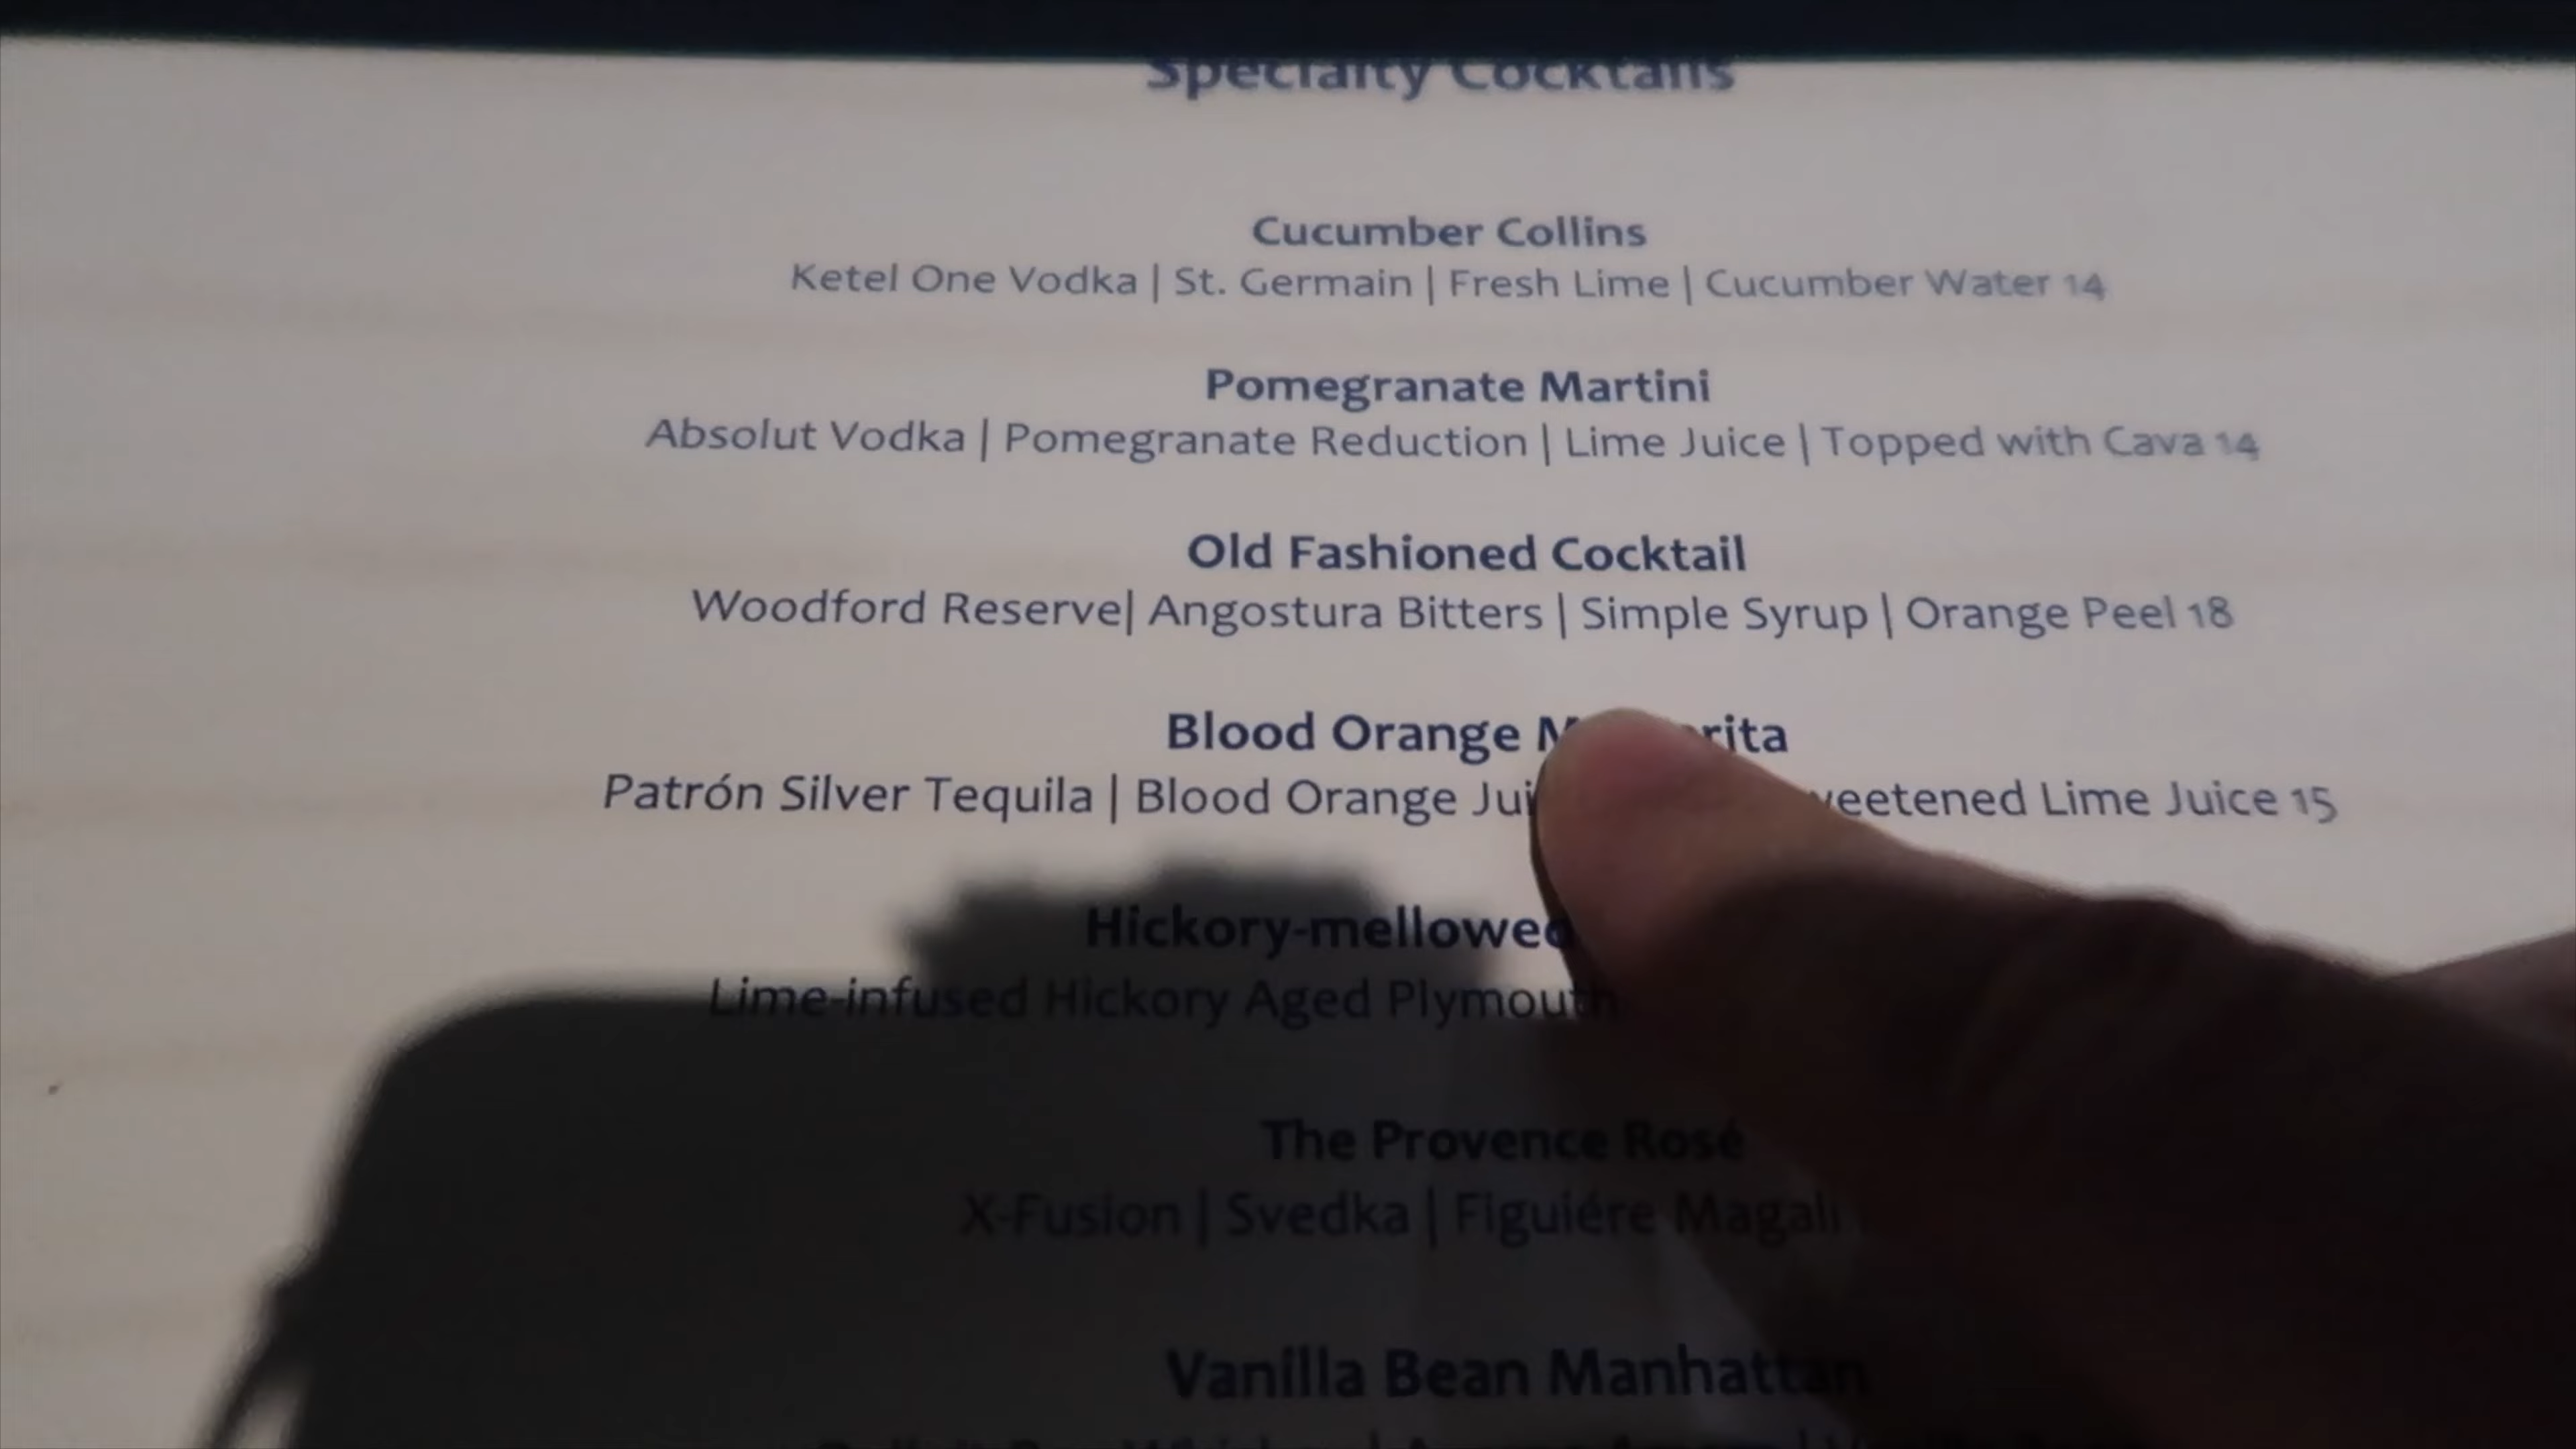 Specialty Cocktails
Cucumber Collins
Ketel One Vodka | St. Germain | Fresh Lime | Cucumber Water 14
Pomegranate Martini
Absolut Vodka | Pomegranate Reduction | Lime Juice | Topped with Cava 14
Old Fashioned Cocktail
Woodford Reserve| Angostura Bitters | Simple Syrup | Orange Peel 18
Blood Orange
Patrón Silver Tequila | Blood Orange Lime Juice 15
Hickory-mellowed
Lime-infused Hickory Aged Plymouth
The Provence Rosé
X-Fusion | Svedka | Figuiére Magali
Vanilla Bean Manhattan